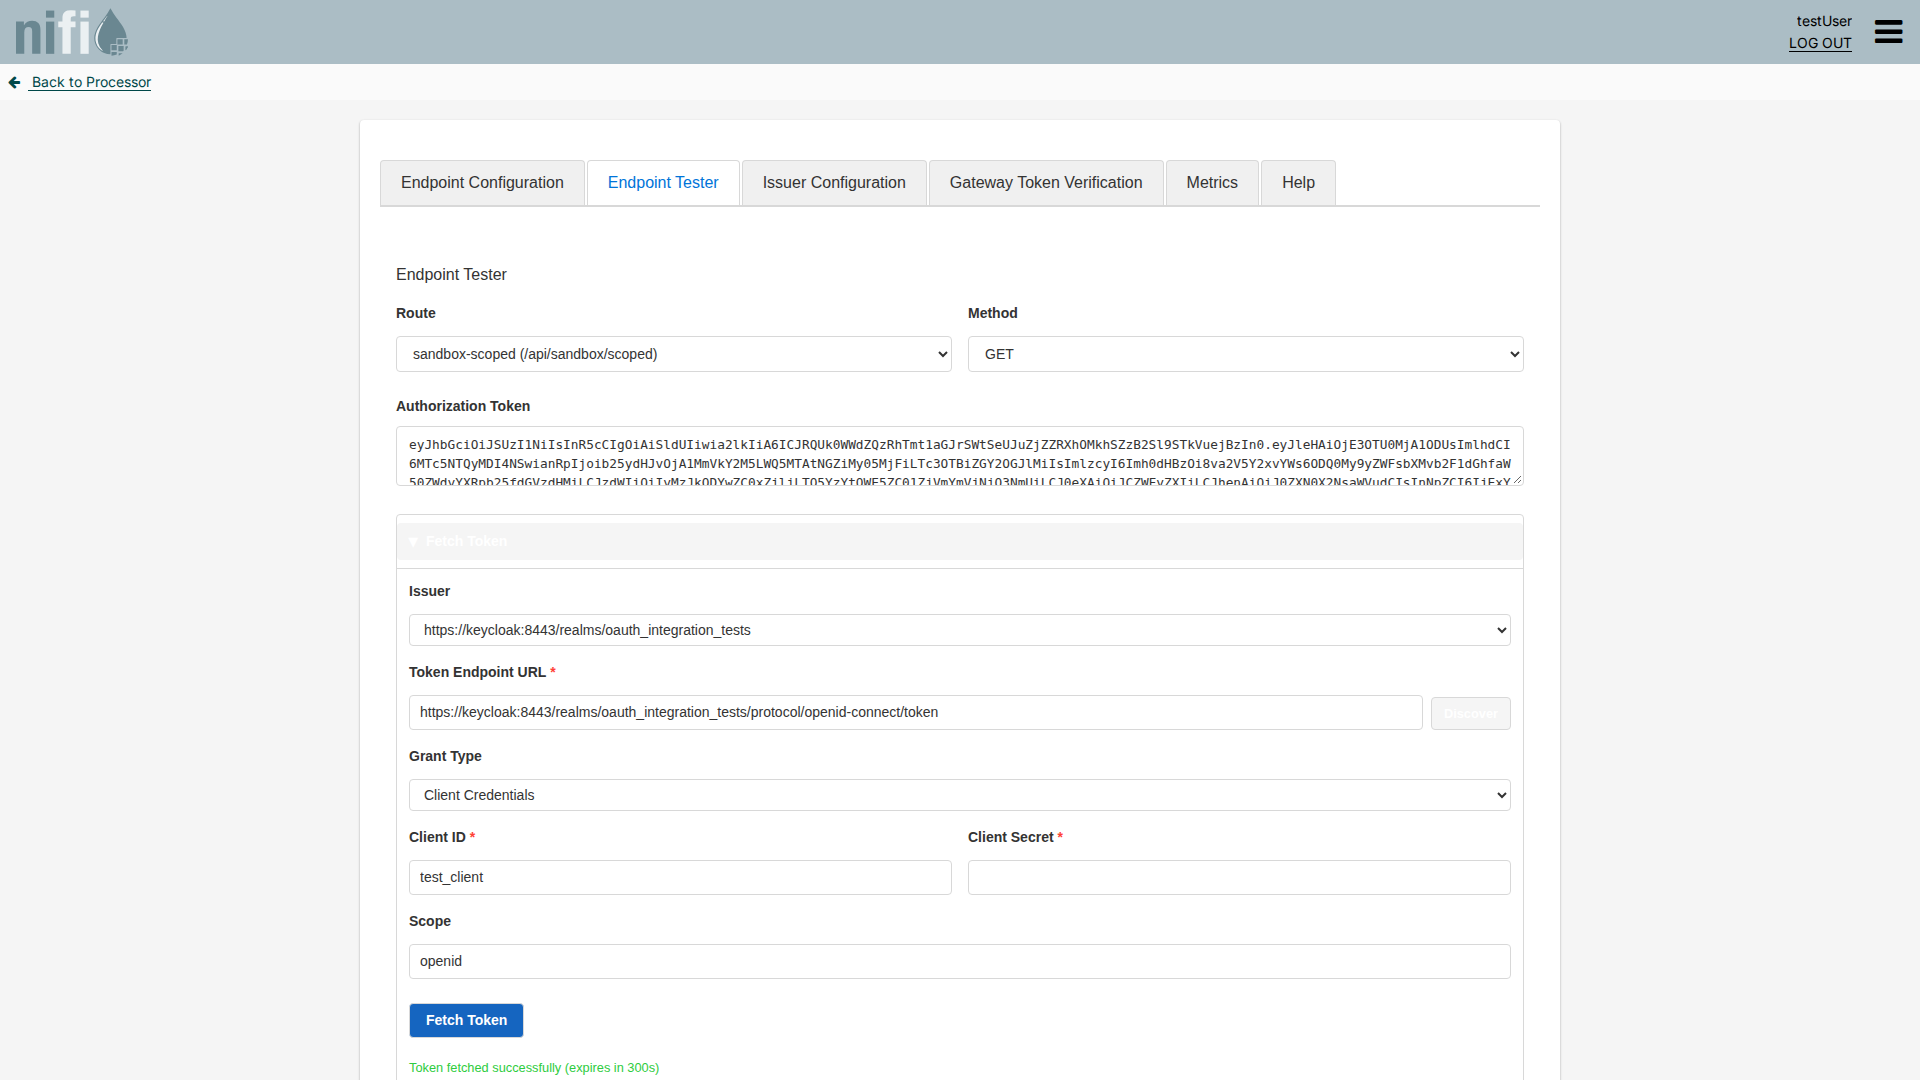 nifi
testUser
LOG OUT
Back to Processor
Endpoint Configuration
Endpoint Tester
Issuer Configuration
Gateway Token Verification
Metrics
Help
Endpoint Tester
Route
Method
sandbox-scoped (/api/sandbox/scoped)
GET
Authorization Token
▼ Fetch Token
Issuer
https://keycloak:8443/realms/oauth_integration_tests
Token Endpoint URL *
https://keycloak:8443/realms/oauth_integration_tests/protocol/openid-connect/token
Discover
Grant Type
Client Credentials
Client ID *
Client Secret *
test_client
Scope
openid
Fetch Token
Token fetched successfully (expires in 300s)